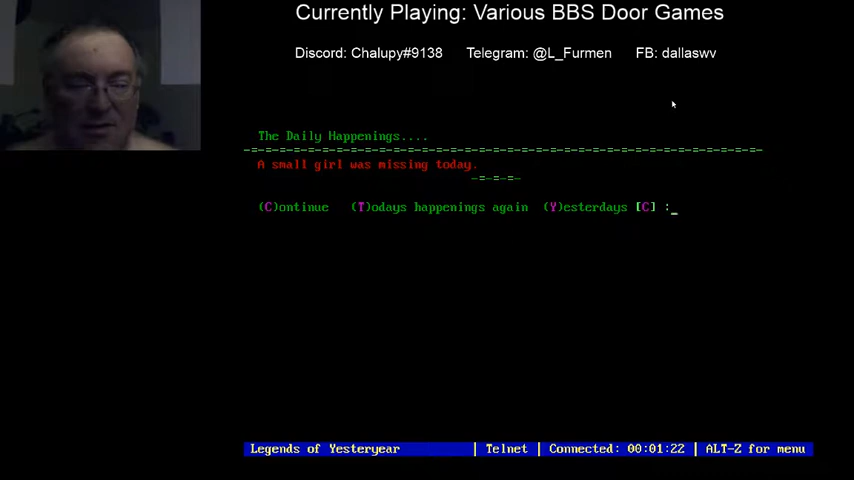 Currently Playing: Various BBS Door Games
Discord: Chalupy#9138 Telegram: @L_Furmen FB: dallaswv
The Daily Happenings....
-=-=-=-=-=-=-=-=-=-=-=-=-=-=-=-=-=-=-=-=-=-=-=-=-=-=-=-=-=-=-=-=-=-=-=-=-
A small girl was missing today.
-=-=-=-
(C)ontinue (T)odays happenings again (Y)esterdays [C] :_
Legends of Yesteryear | Telnet | Connected: 00:01:22 | ALT-Z for menu